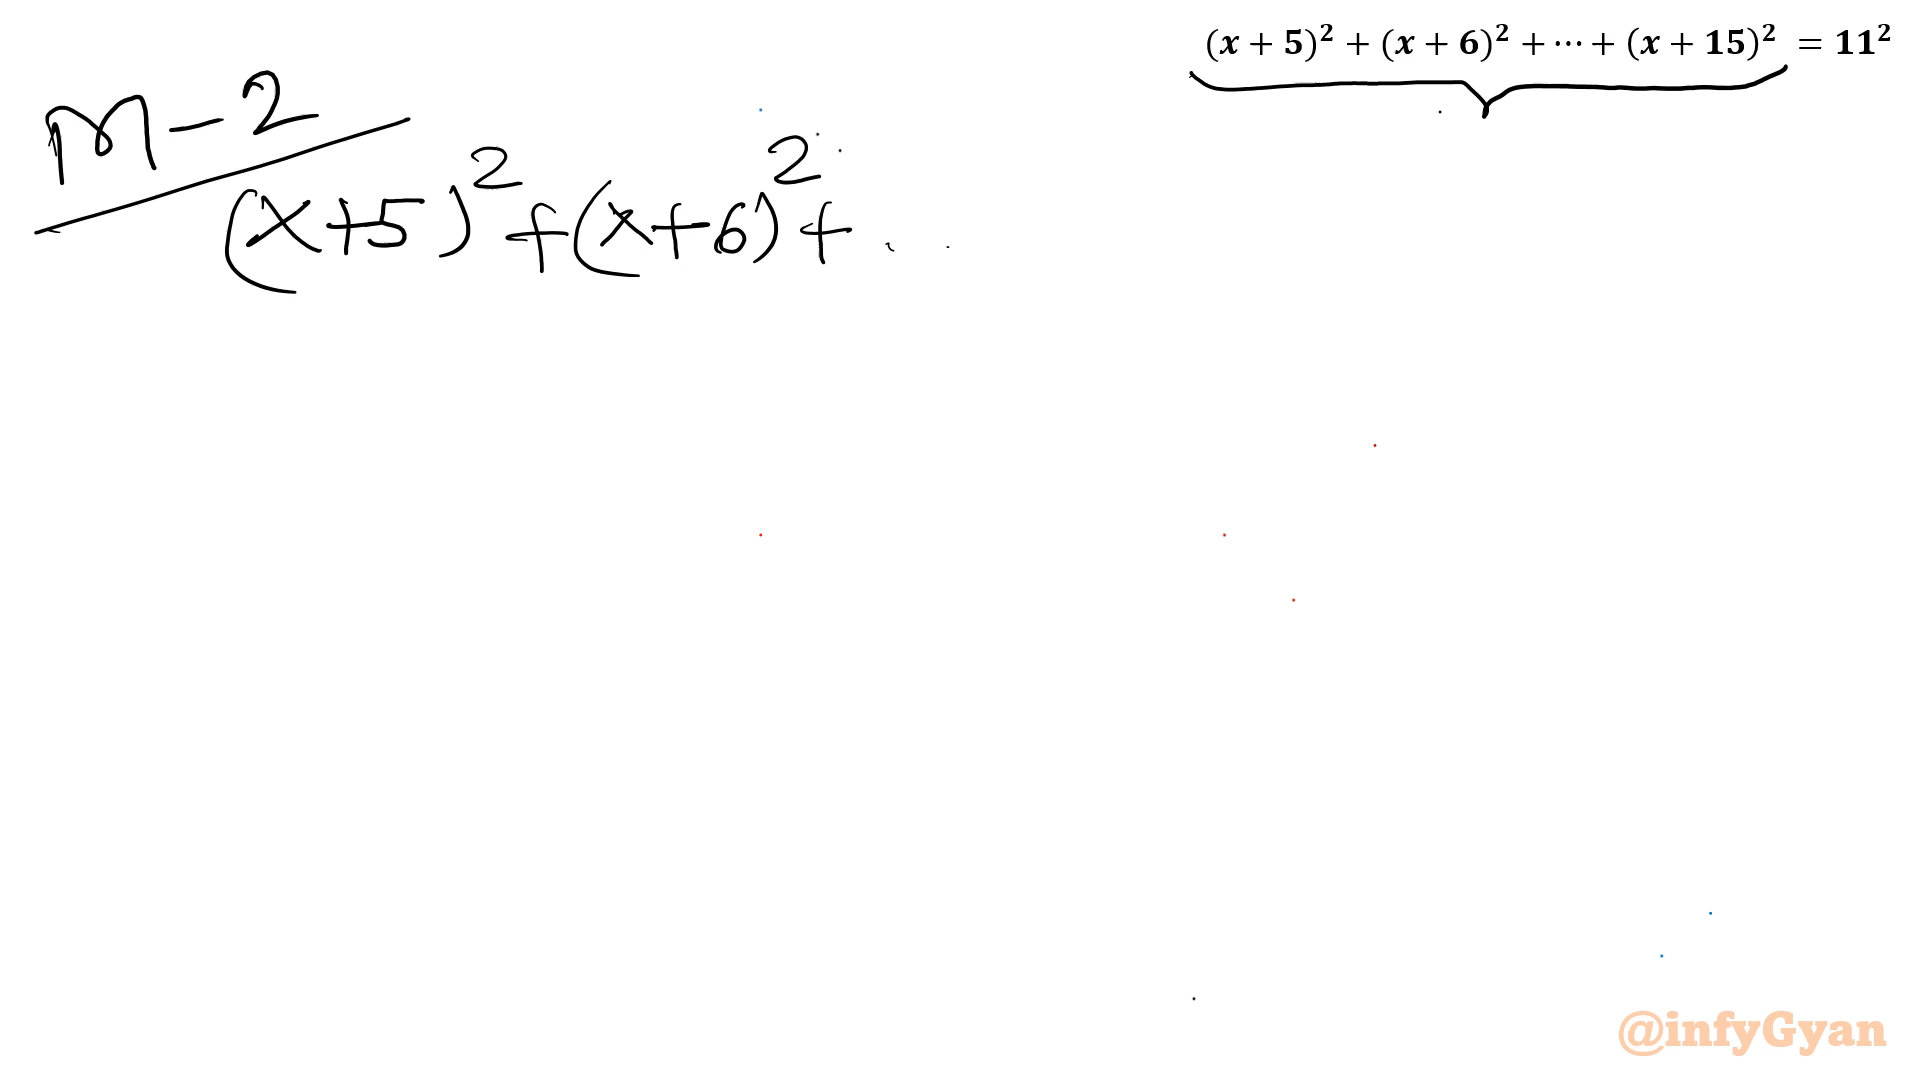 (x + 5)² + (x + 6)² + ⋯ + (x + 15)² = 11²
M-2
(x+5)² + (x+6)² + . .
@infyGyan